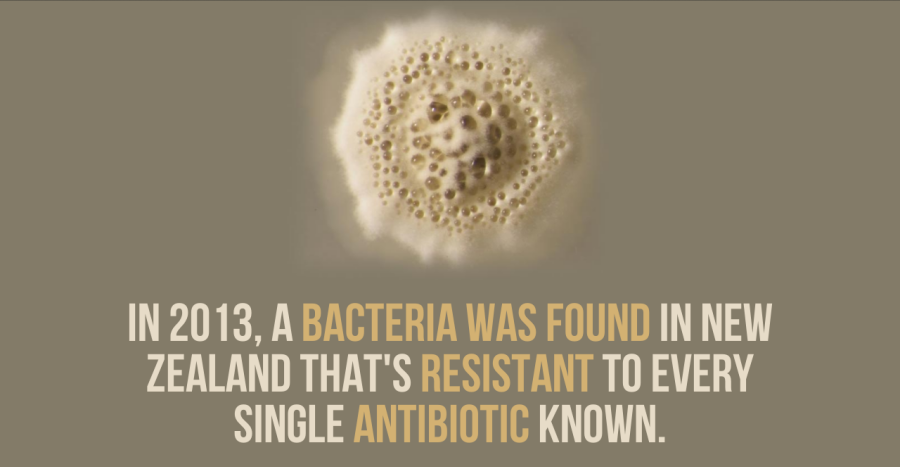 IN 2013, A BACTERIA WAS FOUND IN NEW
ZEALAND THAT'S RESISTANT TO EVERY
SINGLE ANTIBIOTIC KNOWN.